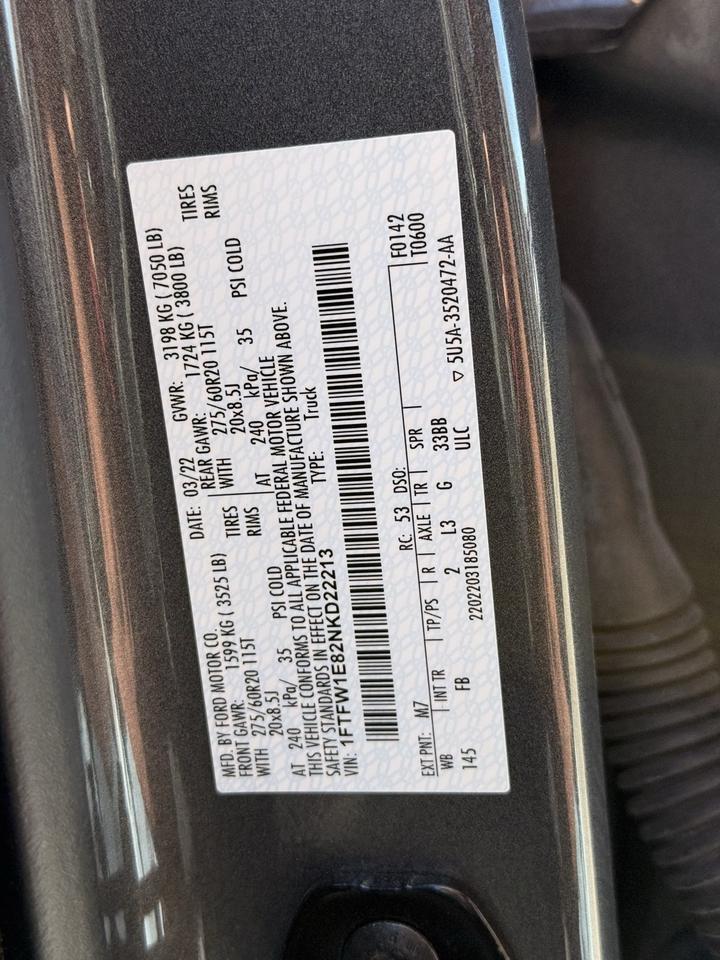 MFD. BY FORD MOTOR CO.
DATE: 03/22 GVWR: 3198 KG ( 7050 LB)
FRONT GAWR: 1599 KG ( 3525 LB) REAR GAWR: 1724 KG ( 3800 LB)
WITH 275/60R20 115T TIRES WITH 275/60R20 115T TIRES
20x8.5J RIMS 20x8.5J RIMS
AT 240 kPa/ 35 PSI COLD AT 240 kPa/ 35 PSI COLD
THIS VEHICLE CONFORMS TO ALL APPLICABLE FEDERAL MOTOR VEHICLE
SAFETY STANDARDS IN EFFECT ON THE DATE OF MANUFACTURE SHOWN ABOVE.
VIN: 1FTFW1E82NKD22213 TYPE: Truck
F0142
EXT PNT: M7 RC: 53 DSO: T0600
WB INT TR TP/PS R AXLE TR SPR
145 FB 2 L3 G 33BB
2202203185080 ULC ▽ 5U5A-3520472-AA